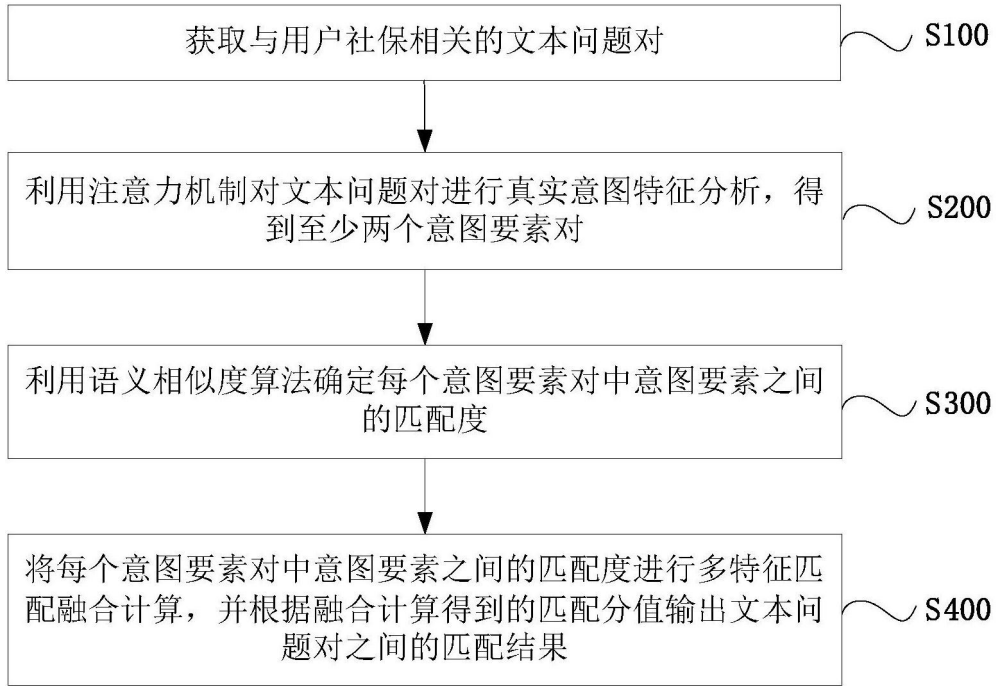 获取与用户社保相关的文本问题对
S100
利用注意力机制对文本问题对进行真实意图特征分析，得
到至少两个意图要素对
S200
利用语义相似度算法确定每个意图要素对中意图要素之间
的匹配度
S300
将每个意图要素对中意图要素之间的匹配度进行多特征匹
配融合计算，并根据融合计算得到的匹配分值输出文本问
题对之间的匹配结果
S400